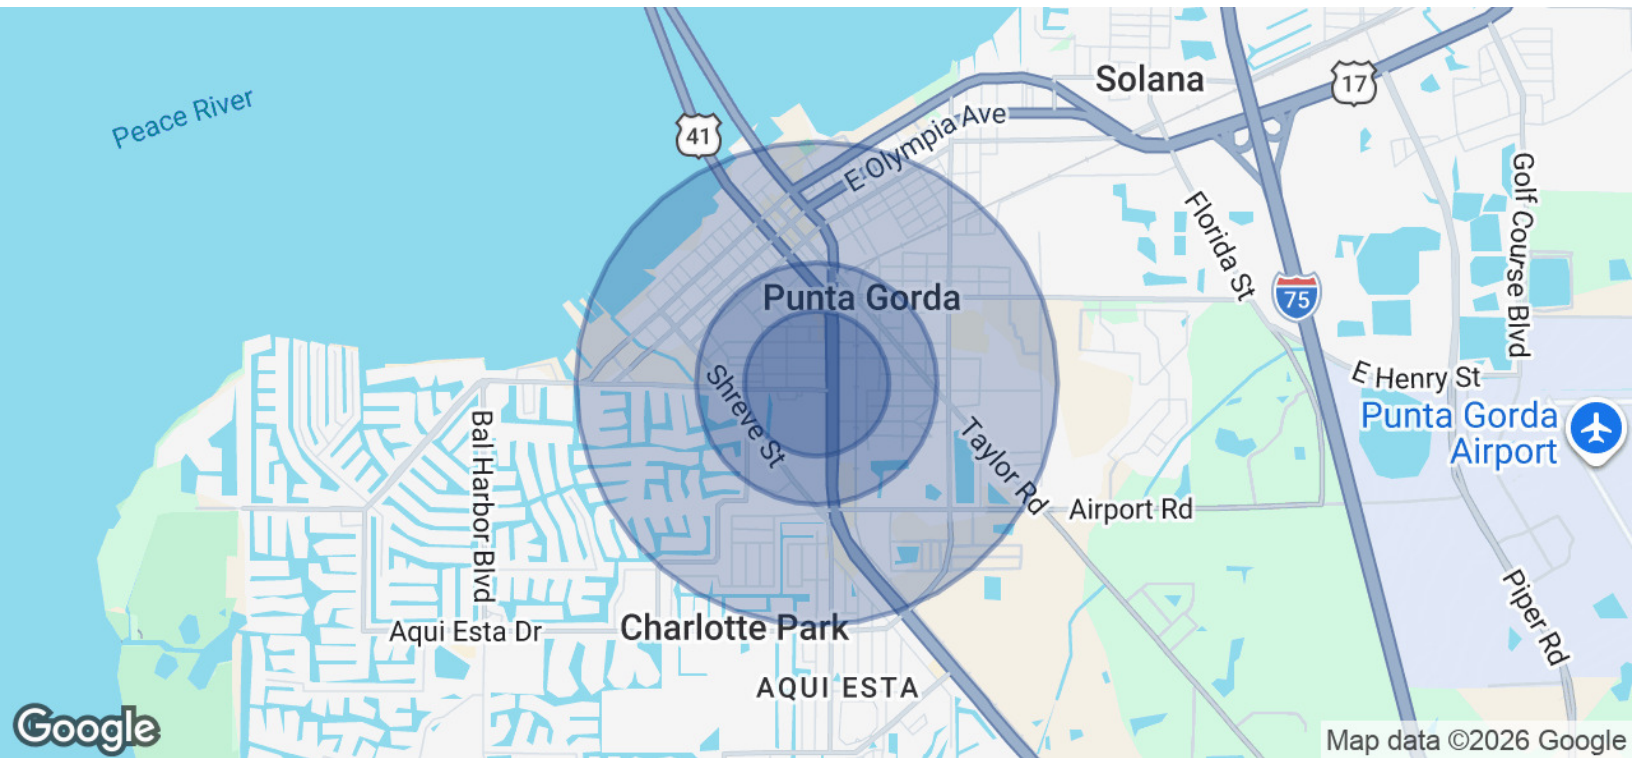 Peace River
41
Solana
17
E Olympia Ave
Golf Course Blvd
Florida St
75
Punta Gorda
E Henry St
Punta Gorda
Airport
Shreve St
Bal Harbor Blvd
Taylor Rd
Airport Rd
Piper Rd
Aqui Esta Dr
Charlotte Park
AQUI ESTA
Google
Map data ©2026 Google